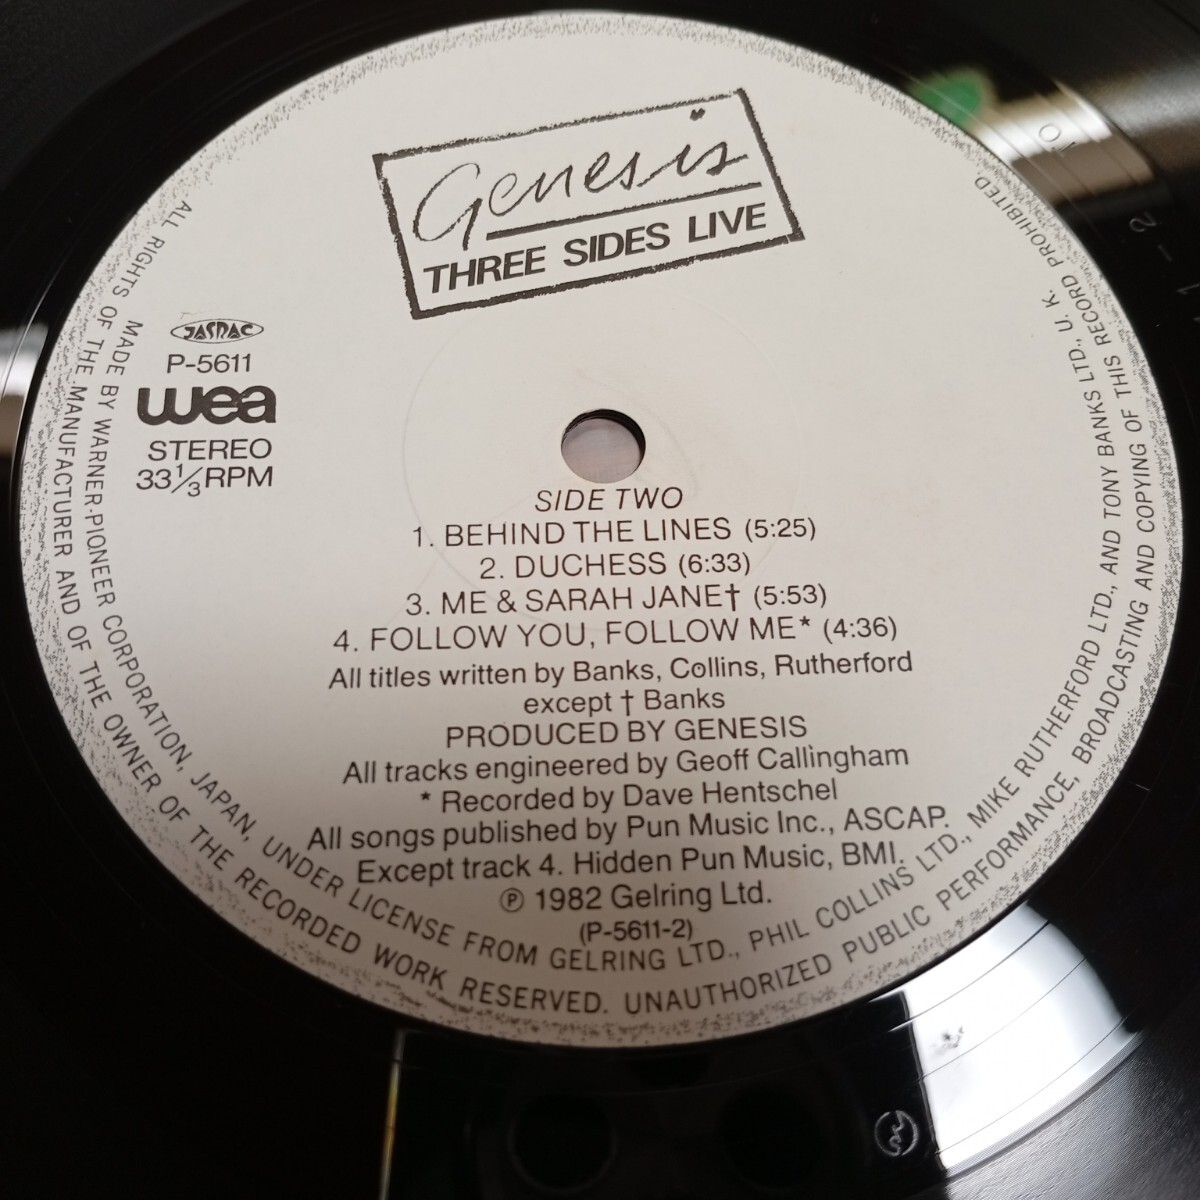 Genesis
THREE SIDES LIVE
JASRAC
P-5611
wea
STEREO
33 1/3 RPM
SIDE TWO
1. BEHIND THE LINES (5:25)
2. DUCHESS (6:33)
3. ME & SARAH JANE† (5:53)
4. FOLLOW YOU, FOLLOW ME* (4:36)
All titles written by Banks, Collins, Rutherford
except † Banks
PRODUCED BY GENESIS
All tracks engineered by Geoff Callingham
* Recorded by Dave Hentschel
All songs published by Pun Music Inc., ASCAP.
Except track 4. Hidden Pun Music, BMI.
℗ 1982 Gelring Ltd.
(P-5611-2)
MADE BY WARNER-PIONEER CORPORATION, JAPAN, UNDER LICENSE FROM GELRING LTD., PHIL COLLINS LTD., MIKE RUTHERFORD LTD., AND TONY BANKS LTD., U. K.
ALL RIGHTS OF THE MANUFACTURER AND OF THE OWNER OF THE RECORDED WORK RESERVED. UNAUTHORIZED PUBLIC PERFORMANCE, BROADCASTING AND COPYING OF THIS RECORD PROHIBITED